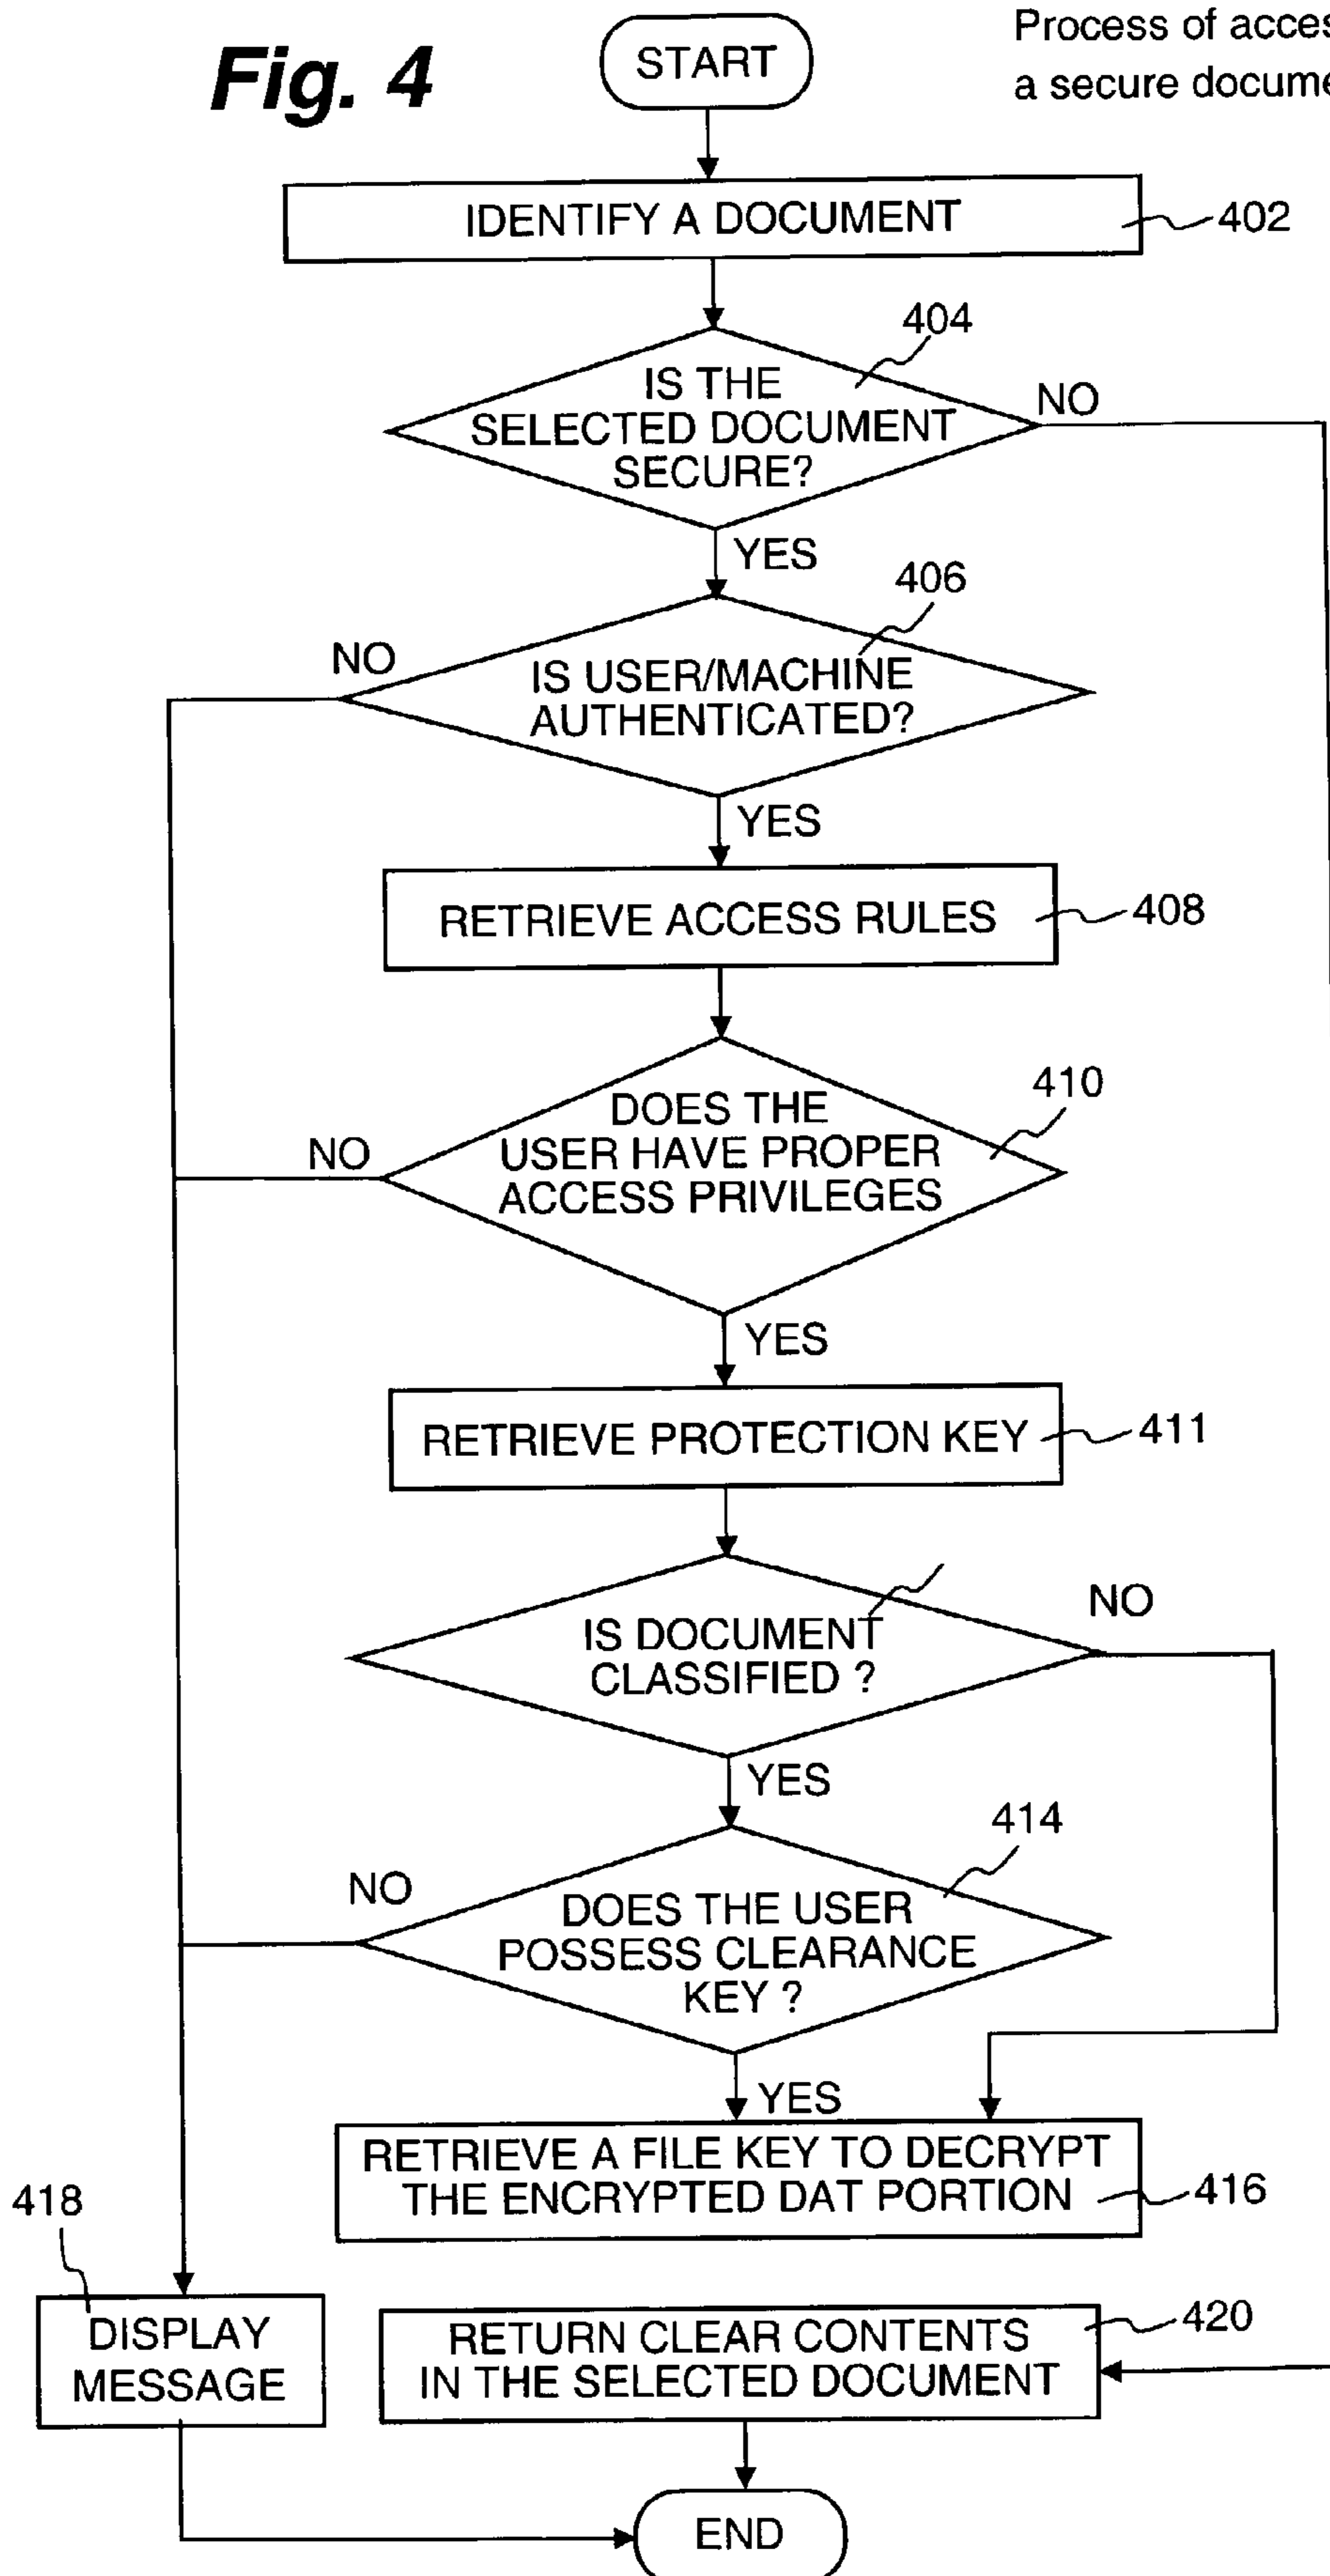 Fig. 4
START
Process of acces
a secure docume
IDENTIFY A DOCUMENT
402
404
IS THE
SELECTED DOCUMENT
SECURE?
NO
YES
406
NO
IS USER/MACHINE
AUTHENTICATED?
YES
RETRIEVE ACCESS RULES
408
410
DOES THE
USER HAVE PROPER
ACCESS PRIVILEGES
NO
YES
RETRIEVE PROTECTION KEY
411
IS DOCUMENT
CLASSIFIED ?
NO
YES
414
NO
DOES THE USER
POSSESS CLEARANCE
KEY ?
YES
RETRIEVE A FILE KEY TO DECRYPT
THE ENCRYPTED DAT PORTION
416
418
DISPLAY
MESSAGE
RETURN CLEAR CONTENTS
IN THE SELECTED DOCUMENT
420
END